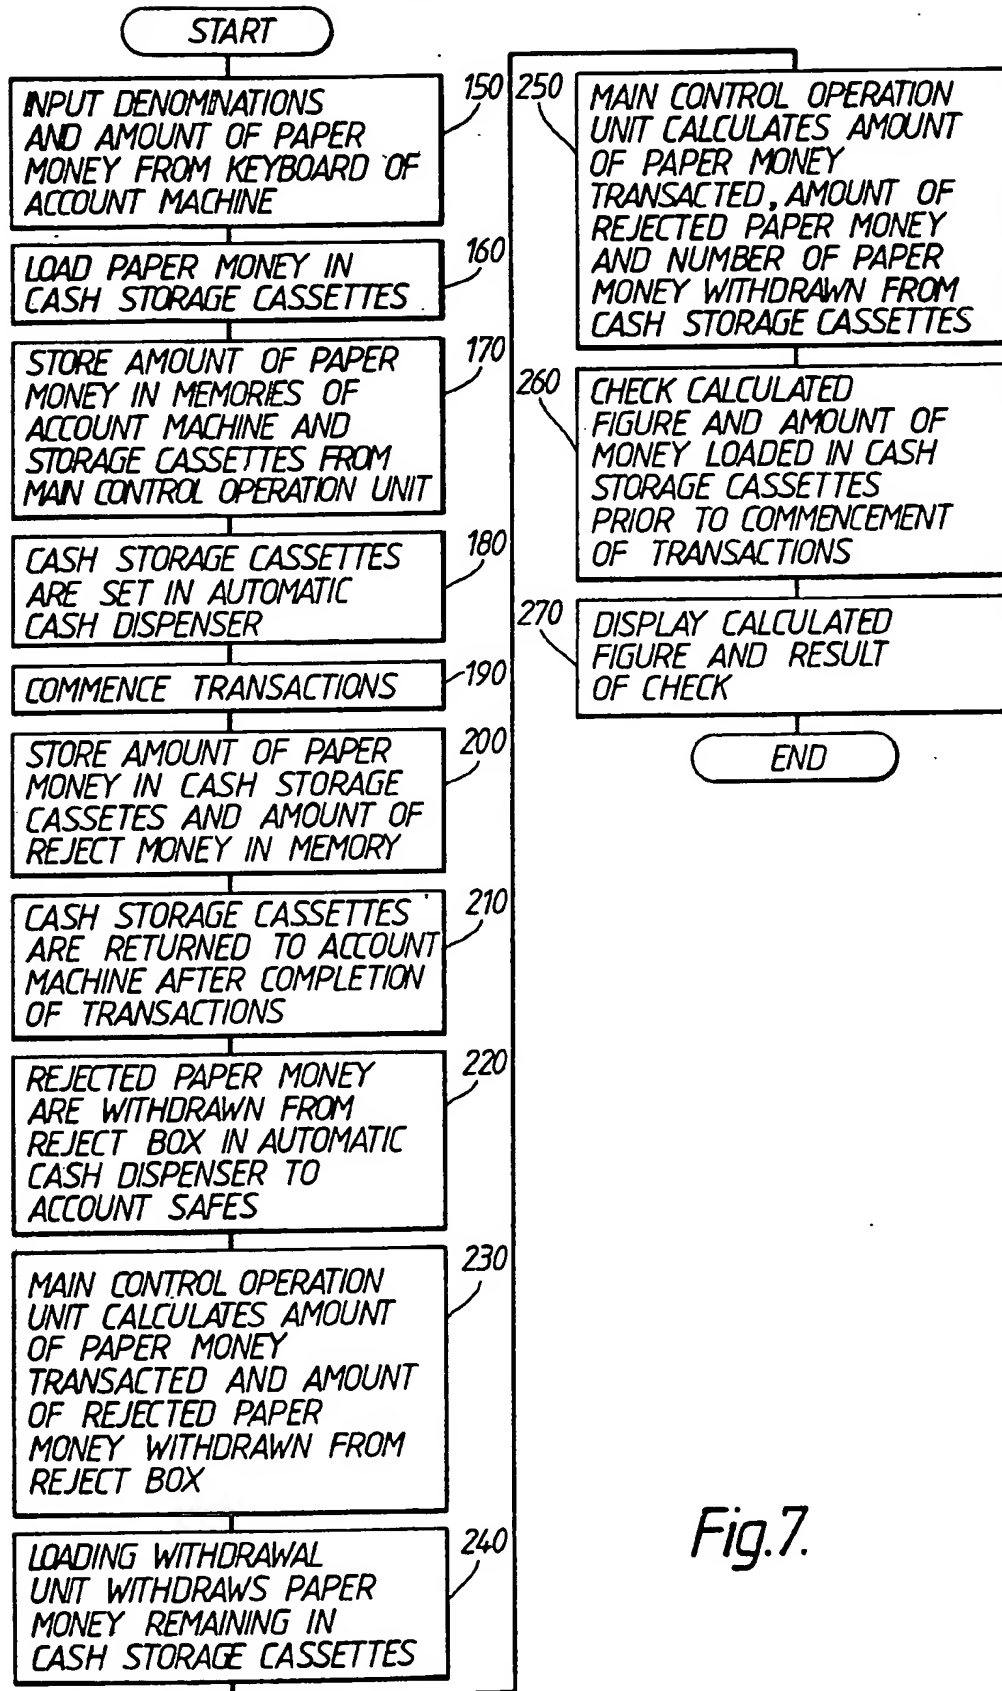 START
INPUT DENOMINATIONS
AND AMOUNT OF PAPER
MONEY FROM KEYBOARD OF
ACCOUNT MACHINE
150
LOAD PAPER MONEY IN
CASH STORAGE CASSETTES
160
STORE AMOUNT OF PAPER
MONEY IN MEMORIES OF
ACCOUNT MACHINE AND
STORAGE CASSETTES FROM
MAIN CONTROL OPERATION UNIT
170
CASH STORAGE CASSETTES
ARE SET IN AUTOMATIC
CASH DISPENSER
180
COMMENCE TRANSACTIONS
190
STORE AMOUNT OF PAPER
MONEY IN CASH STORAGE
CASSETES AND AMOUNT OF
REJECT MONEY IN MEMORY
200
CASH STORAGE CASSETTES
ARE RETURNED TO ACCOUNT
MACHINE AFTER COMPLETION
OF TRANSACTIONS
210
REJECTED PAPER MONEY
ARE WITHDRAWN FROM
REJECT BOX IN AUTOMATIC
CASH DISPENSER TO
ACCOUNT SAFES
220
MAIN CONTROL OPERATION
UNIT CALCULATES AMOUNT
OF PAPER MONEY
TRANSACTED AND AMOUNT
OF REJECTED PAPER
MONEY WITHDRAWN FROM
REJECT BOX
230
LOADING WITHDRAWAL
UNIT WITHDRAWS PAPER
MONEY REMAINING IN
CASH STORAGE CASSETTES
240
250
MAIN CONTROL OPERATION
UNIT CALCULATES AMOUNT
OF PAPER MONEY
TRANSACTED, AMOUNT OF
REJECTED PAPER MONEY
AND NUMBER OF PAPER
MONEY WITHDRAWN FROM
CASH STORAGE CASSETTES
260
CHECK CALCULATED
FIGURE AND AMOUNT OF
MONEY LOADED IN CASH
STORAGE CASSETTES
PRIOR TO COMMENCEMENT
OF TRANSACTIONS
270
DISPLAY CALCULATED
FIGURE AND RESULT
OF CHECK
END
Fig.7.